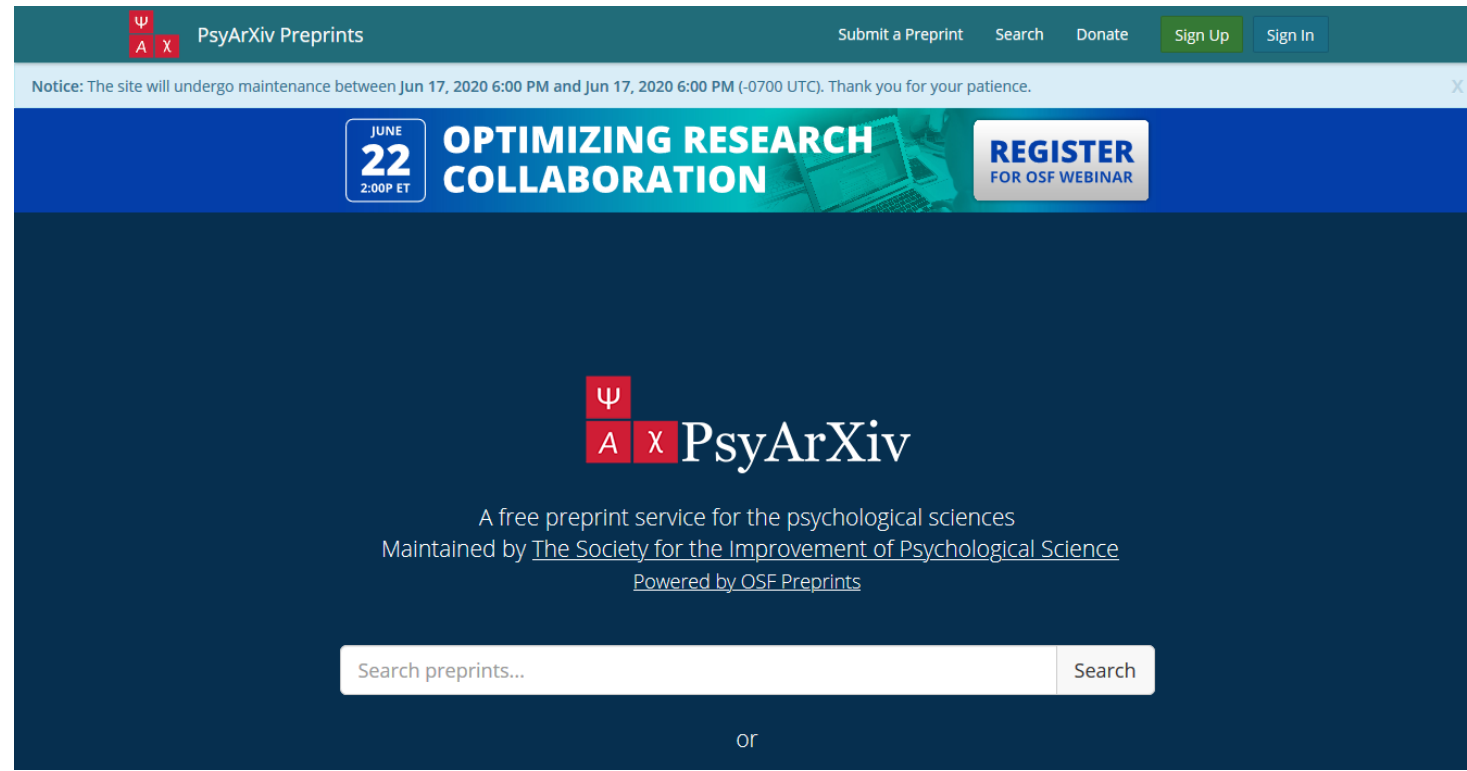 Ψ
Α Χ
PsyArXiv Preprints
Submit a Preprint
Search
Donate
Sign Up
Sign In
Notice: The site will undergo maintenance between Jun 17, 2020 6:00 PM and Jun 17, 2020 6:00 PM (-0700 UTC). Thank you for your patience.
X
JUNE
22
2:00P ET
OPTIMIZING RESEARCH
COLLABORATION
REGISTER
FOR OSF WEBINAR
Ψ
Α Χ
PsyArXiv
A free preprint service for the psychological sciences
Maintained by The Society for the Improvement of Psychological Science
Powered by OSF Preprints
Search preprints...
Search
or